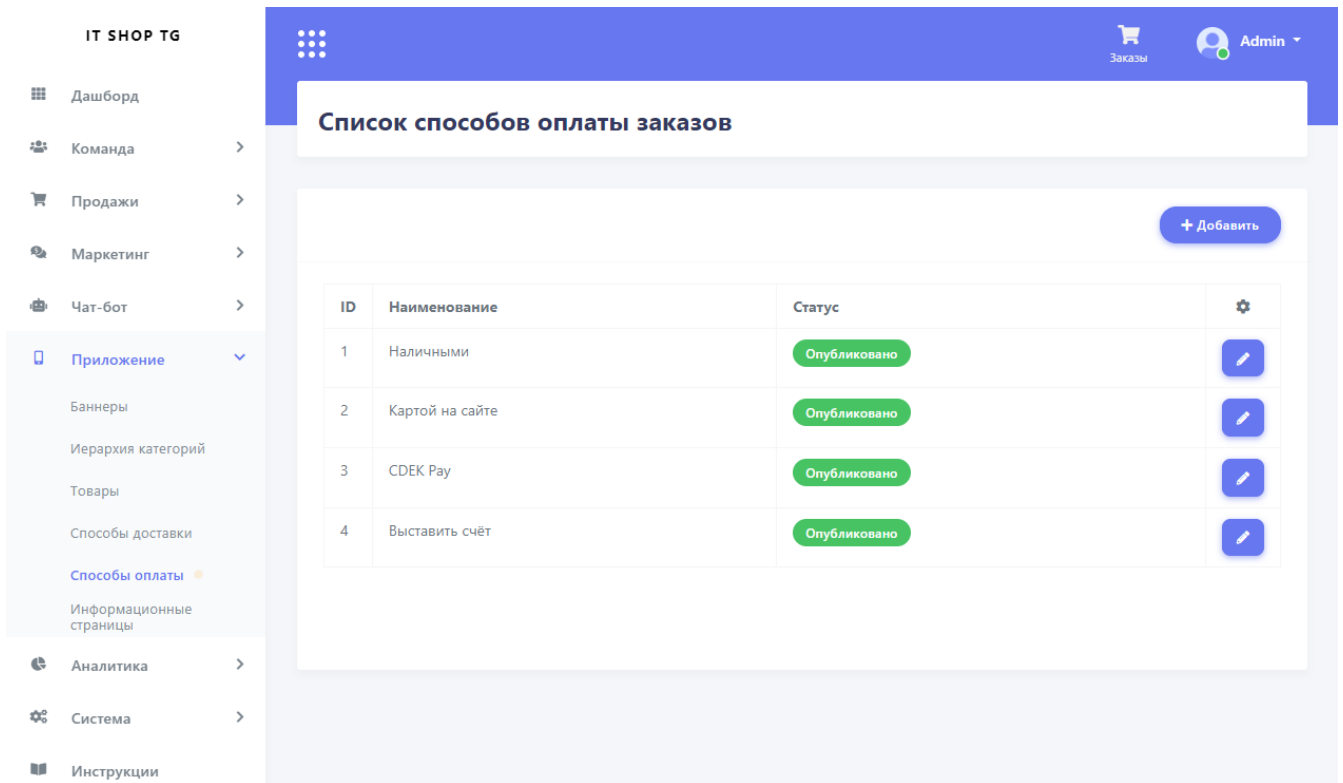 IT SHOP TG
Заказы
Admin
Дашборд
Команда
Продажи
Маркетинг
Чат-бот
Приложение
Баннеры
Иерархия категорий
Товары
Способы доставки
Способы оплаты
Информационные
страницы
Аналитика
Система
Инструкции
Список способов оплаты заказов
+ Добавить
ID Наименование Статус
1 Наличными Опубликовано
2 Картой на сайте Опубликовано
3 CDEK Pay Опубликовано
4 Выставить счёт Опубликовано